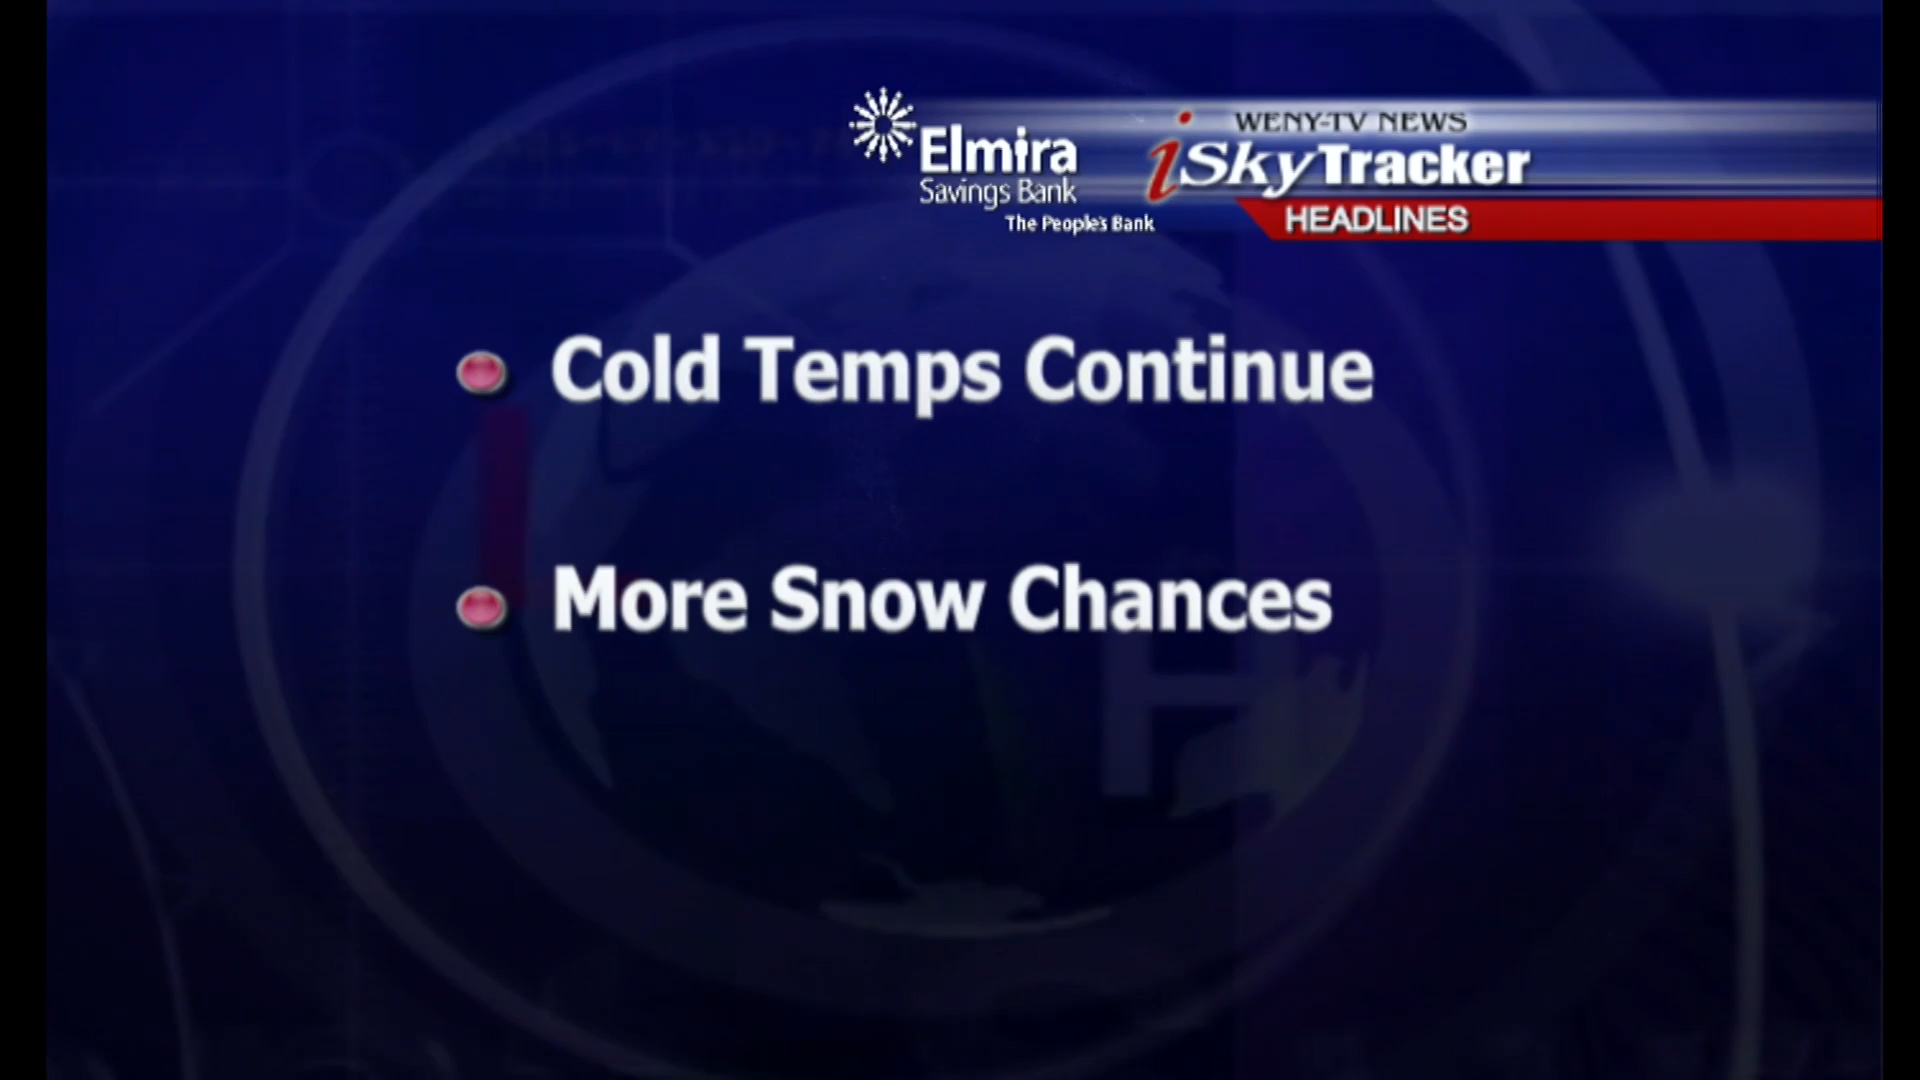 WENY-TV NEWS
iSkyTracker
HEADLINES
Elmira
Savings Bank
The People's Bank
Cold Temps Continue
More Snow Chances
H